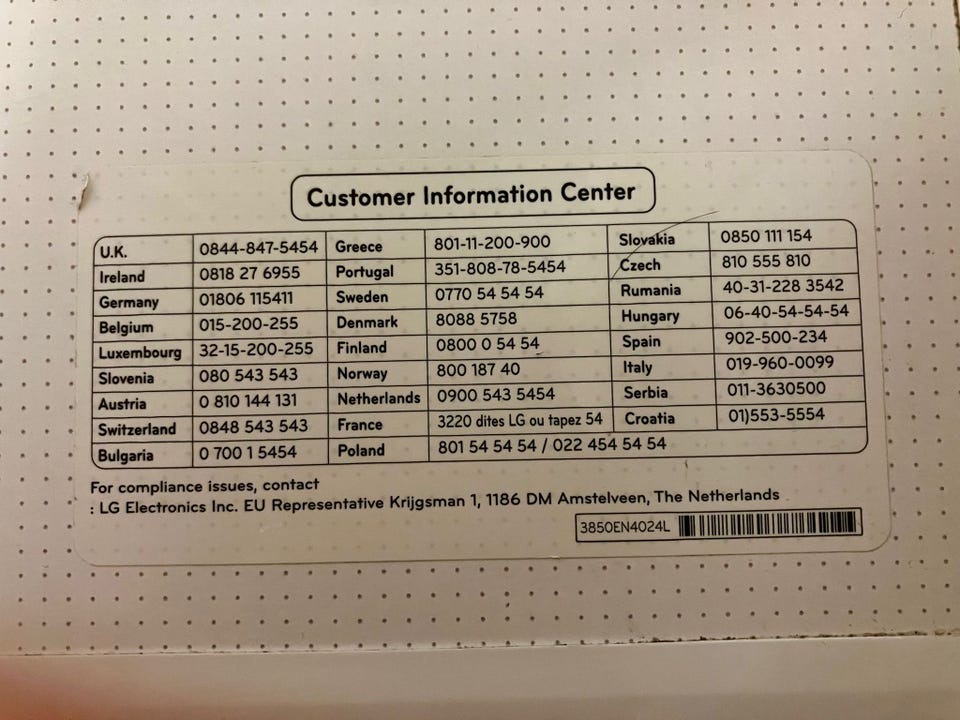 Customer Information Center
U.K. 0844-847-5454 Greece 801-11-200-900 Slovakia 0850 111 154
Ireland 0818 27 6955 Portugal 351-808-78-5454 Czech 810 555 810
Germany 01806 115411 Sweden 0770 54 54 54 Rumania 40-31-228 3542
Belgium 015-200-255 Denmark 8088 5758 Hungary 06-40-54-54-54
Luxembourg 32-15-200-255 Finland 0800 0 54 54 Spain 902-500-234
Slovenia 080 543 543 Norway 800 187 40 Italy 019-960-0099
Austria 0 810 144 131 Netherlands 0900 543 5454 Serbia 011-3630500
Switzerland 0848 543 543 France 3220 dites LG ou tapez 54 Croatia 01)553-5554
Bulgaria 0 700 1 5454 Poland 801 54 54 54 / 022 454 54 54
For compliance issues, contact
: LG Electronics Inc. EU Representative Krijgsman 1, 1186 DM Amstelveen, The Netherlands
3850EN4024L